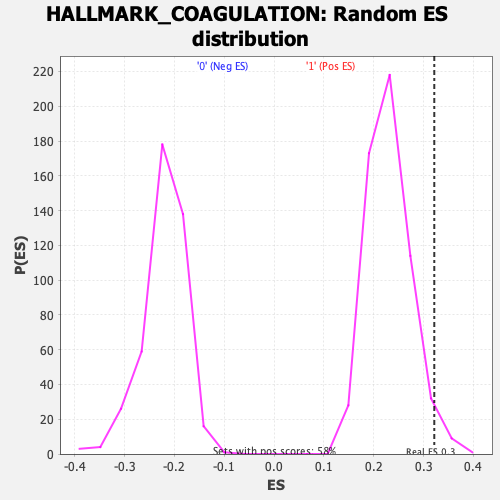 HALLMARK_COAGULATION: Random ES
distribution
'0' (Neg ES) '1' (Pos ES)
220
200
180
160
140
120
100
80
60
40
20
0
P(ES)
Sets with pos scores: 58%
Real ES 0.3
-0.4 -0.3 -0.2 -0.1 0.0 0.1 0.2 0.3 0.4
ES